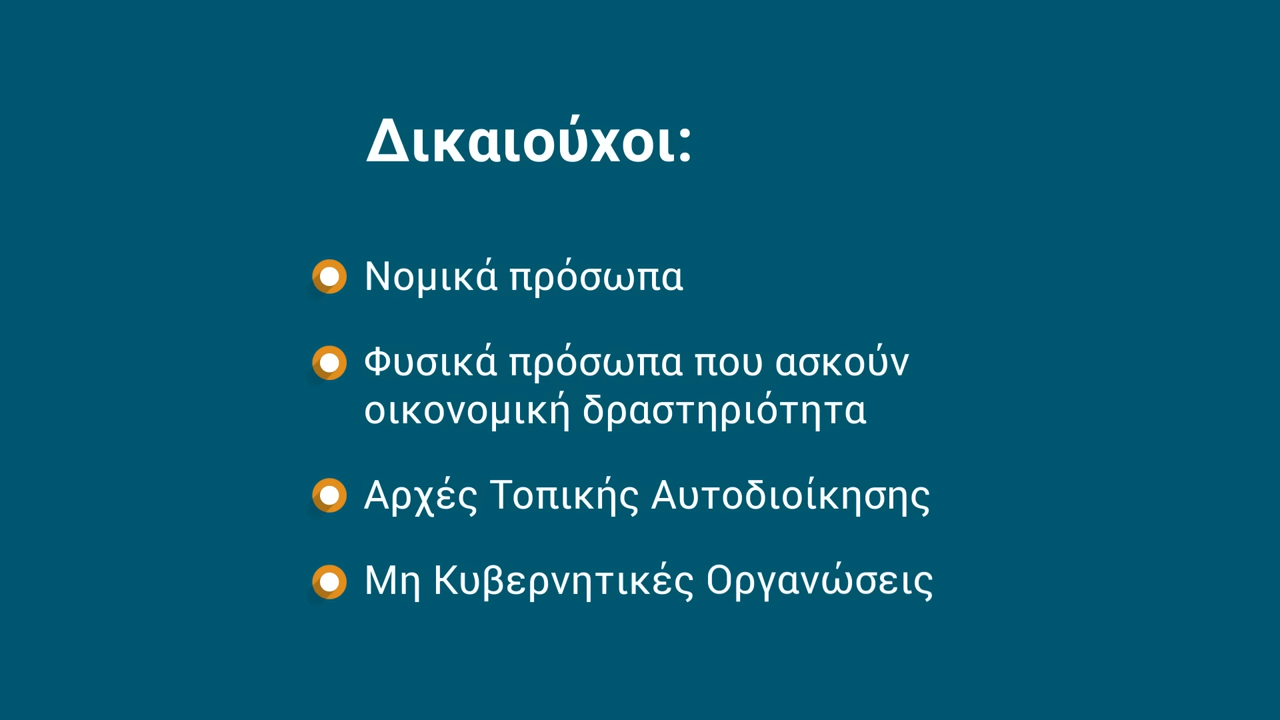 Δικαιούχοι:
Νομικά πρόσωπα
Φυσικά πρόσωπα που ασκούν
οικονομική δραστηριότητα
Αρχές Τοπικής Αυτοδιοίκησης
Μη Κυβερνητικές Οργανώσεις